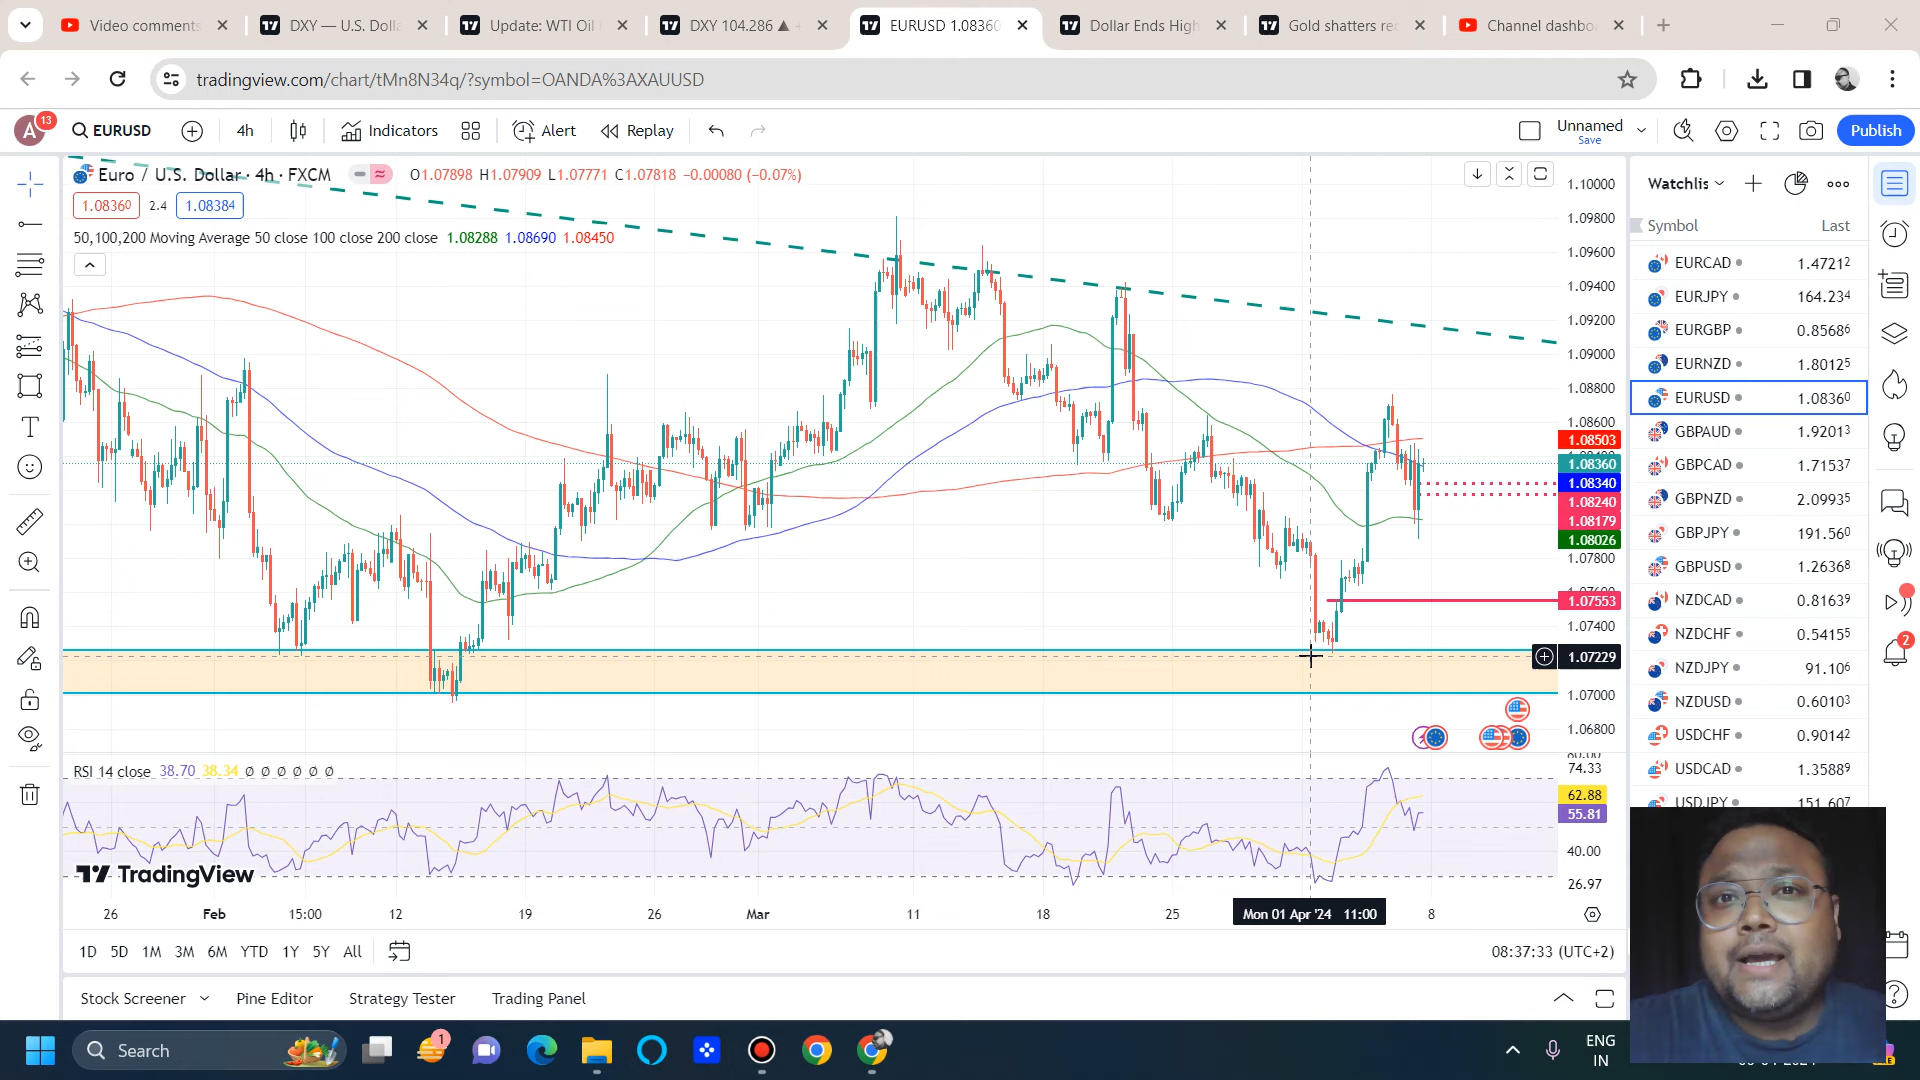 Video comments
DXY — U.S. Dolla
Update: WTI Oil
DXY 104.286 ▲
EURUSD 1.08360
Dollar Ends High
Gold shatters rec
Channel dashbo
tradingview.com/chart/tMn8N34q/?symbol=OANDA%3AXAUUSD
A 13 EURUSD 4h Indicators Alert Replay Unnamed Save Publish
Euro / U.S. Dollar · 4h · FXCM O1.07898 H1.07909 L1.07771 C1.07818 −0.00080 (−0.07%)
1.08360 2.4 1.08384
50,100,200 Moving Average 50 close 100 close 200 close 1.08288 1.08690 1.08450
1.10000
1.09800
1.09600
1.09400
1.09200
1.09000
1.08800
1.08600
1.08503
1.08360
1.08340
1.08240
1.08179
1.08026
1.07800
1.07553
1.07400
1.07229
1.07000
1.06800
RSI 14 close 38.70 38.34 Ø Ø Ø Ø Ø Ø
80.00
74.33
62.88
55.81
40.00
26.97
TradingView
26 Feb 15:00 12 19 26 Mar 11 18 25 Mon 01 Apr '24 11:00 8
1D 5D 1M 3M 6M YTD 1Y 5Y All 08:37:33 (UTC+2)
Stock Screener Pine Editor Strategy Tester Trading Panel
Watchlis
Symbol Last
EURCAD 1.47212
EURJPY 164.234
EURGBP 0.85686
EURNZD 1.80125
EURUSD 1.08360
GBPAUD 1.92013
GBPCAD 1.71537
GBPNZD 2.09935
GBPJPY 191.560
GBPUSD 1.26368
NZDCAD 0.81639
NZDCHF 0.54155
NZDJPY 91.106
NZDUSD 0.60103
USDCHF 0.90142
USDCAD 1.35889
USDJPY 151.607
2
Search
1
ENG
IN